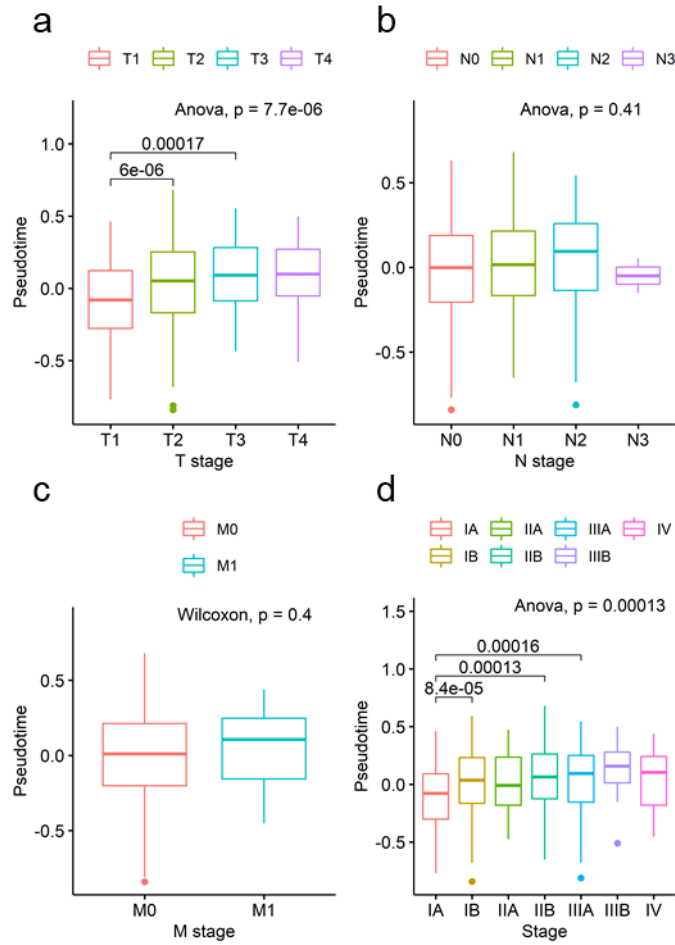 a
T1 T2 T3 T4
Anova, p = 7.7e-06
0.00017
6e-06
Pseudotime
1.0
0.5
0.0
-0.5
T1 T2 T3 T4
T stage
b
N0 N1 N2 N3
Anova, p = 0.41
Pseudotime
0.5
0.0
-0.5
N0 N1 N2 N3
N stage
c
M0
M1
Wilcoxon, p = 0.4
Pseudotime
0.5
0.0
-0.5
M0 M1
M stage
d
IA IIA IIIA IV
IB IIB IIIB
Anova, p = 0.00013
0.00016
0.00013
8.4e-05
Pseudotime
1.5
1.0
0.5
0.0
-0.5
IA IB IIA IIB IIIA IIIB IV
Stage